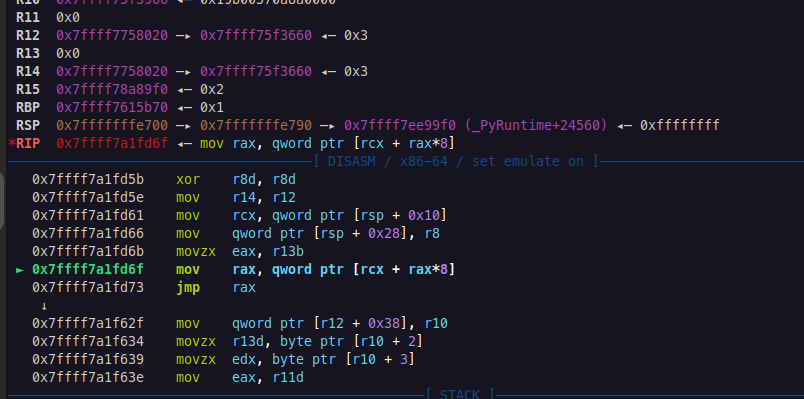 R11  0x0
R12  0x7ffff7758020 —▸ 0x7ffff75f3660 ◂— 0x3
R13  0x0
R14  0x7ffff7758020 —▸ 0x7ffff75f3660 ◂— 0x3
R15  0x7ffff78a89f0 ◂— 0x2
RBP  0x7ffff7615b70 ◂— 0x1
RSP  0x7fffffffe700 —▸ 0x7fffffffe790 —▸ 0x7ffff7ee99f0 (_PyRuntime+24560) ◂— 0xffffffff
*RIP  0x7ffff7a1fd6f ◂— mov rax, qword ptr [rcx + rax*8]
[ DISASM / x86-64 / set emulate on ]
0x7ffff7a1fd5b    xor    r8d, r8d
0x7ffff7a1fd5e    mov    r14, r12
0x7ffff7a1fd61    mov    rcx, qword ptr [rsp + 0x10]
0x7ffff7a1fd66    mov    qword ptr [rsp + 0x28], r8
0x7ffff7a1fd6b    movzx  eax, r13b
► 0x7ffff7a1fd6f    mov    rax, qword ptr [rcx + rax*8]
0x7ffff7a1fd73    jmp    rax
↓
0x7ffff7a1f62f    mov    qword ptr [r12 + 0x38], r10
0x7ffff7a1f634    movzx  r13d, byte ptr [r10 + 2]
0x7ffff7a1f639    movzx  edx, byte ptr [r10 + 3]
0x7ffff7a1f63e    mov    eax, r11d
[ STACK ]